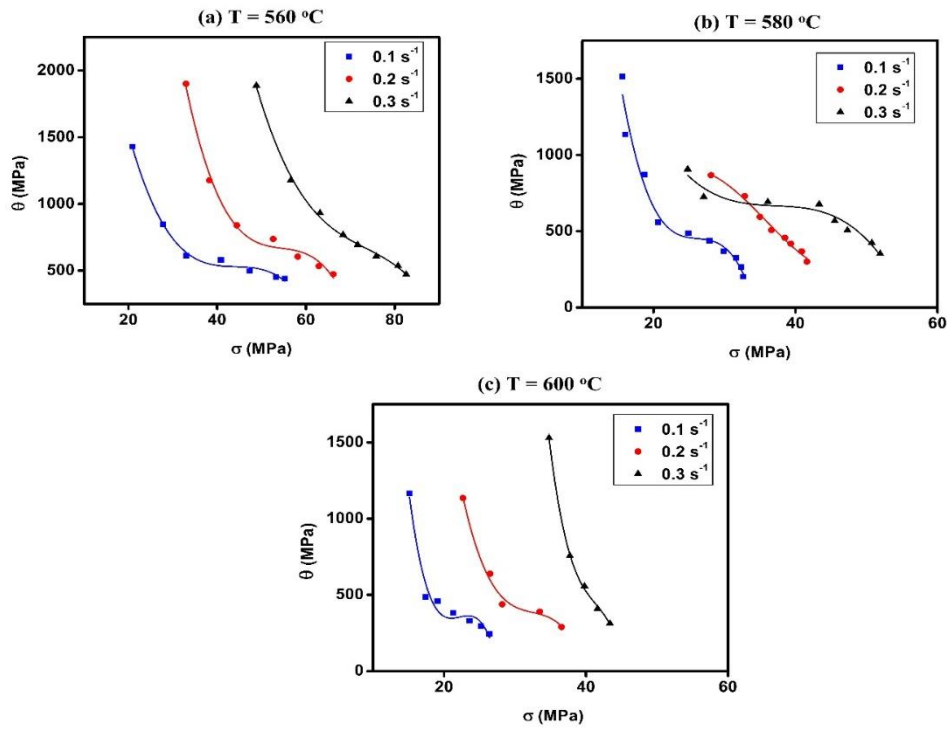 (a) T = 560 °C
0.1 s⁻¹
0.2 s⁻¹
0.3 s⁻¹
2000
1500
1000
500
θ (MPa)
20 40 60 80
σ (MPa)
(b) T = 580 °C
0.1 s⁻¹
0.2 s⁻¹
0.3 s⁻¹
1500
1000
500
0
θ (MPa)
20 40 60
σ (MPa)
(c) T = 600 °C
0.1 s⁻¹
0.2 s⁻¹
0.3 s⁻¹
1500
1000
500
0
θ (MPa)
20 40 60
σ (MPa)